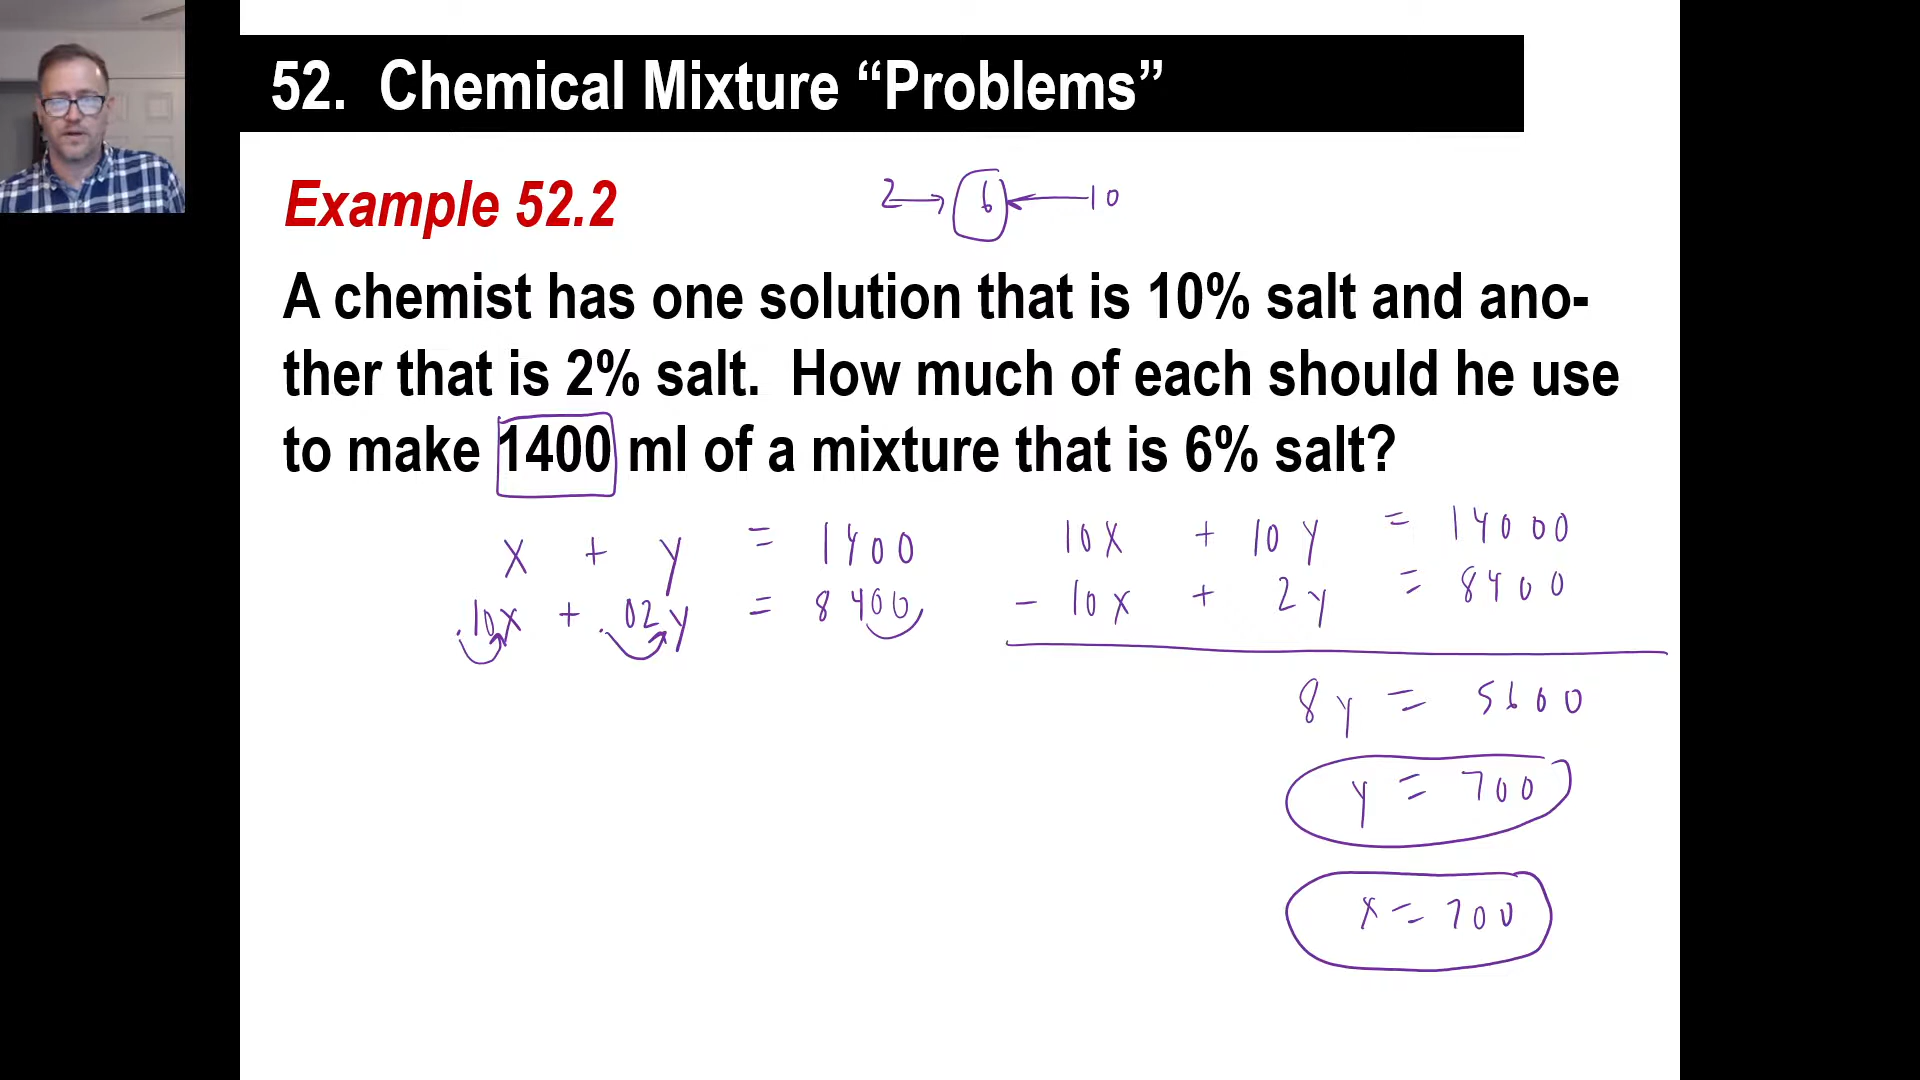 52. Chemical Mixture “Problems”
Example 52.2
2 → 6 ← 10
A chemist has one solution that is 10% salt and ano-
ther that is 2% salt. How much of each should he use
to make 1400 ml of a mixture that is 6% salt?
x + y = 1400
.10x + .02y = 8400
10x + 10y = 14000
- 10x + 2y = 8400
8y = 5600
y = 700
x = 700